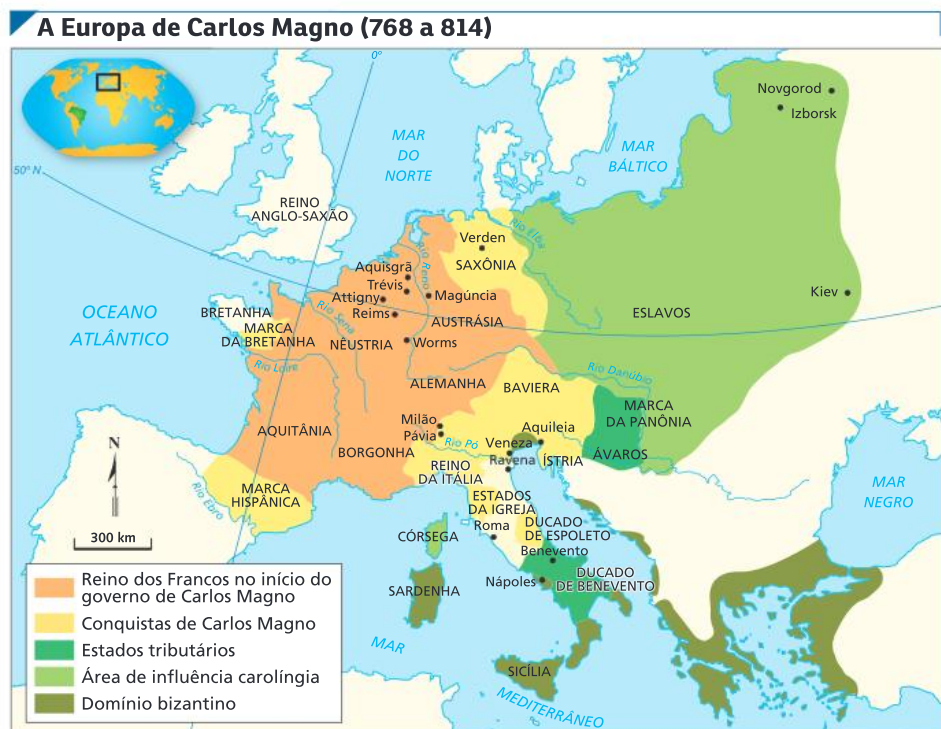 A Europa de Carlos Magno (768 a 814)
0°
50° N
Novgorod
Izborsk
MAR
DO
NORTE
MAR
BÁLTICO
REINO
ANGLO-SAXÃO
Rio Elba
Verden
SAXÔNIA
Rio Reno
Aquisgrã
Trévis
Attigny
Magúncia
Reims
Kiev
OCEANO
ATLÂNTICO
BRETANHA
MARCA
DA BRETANHA
Rio Sena
AUSTRÁSIA
ESLAVOS
NÊUSTRIA
Worms
Rio Loire
Rio Danúbio
ALEMANHA
BAVIERA
MARCA
DA PANÔNIA
AQUITÂNIA
Milão
Pávia
Aquileia
Rio Pó
Veneza
BORGONHA
Ravena
ÍSTRIA
ÁVAROS
REINO
DA ITÁLIA
N
MARCA
HISPÂNICA
Rio Ebro
ESTADOS
DA IGREJA
MAR
NEGRO
Roma
DUCADO
DE ESPOLETO
300 km
CÓRSEGA
Benevento
Nápoles
DUCADO
DE BENEVENTO
SARDENHA
MAR
SICÍLIA
MEDITERRÂNEO
Reino dos Francos no início do
governo de Carlos Magno
Conquistas de Carlos Magno
Estados tributários
Área de influência carolíngia
Domínio bizantino